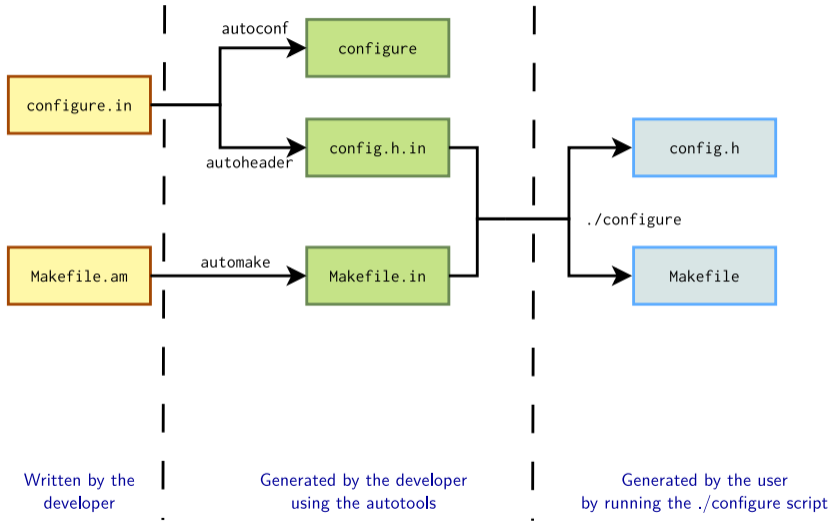 autoconf
configure
configure.in
config.h.in
config.h
autoheader
./configure
automake
Makefile.am
Makefile.in
Makefile
Written by the
developer
Generated by the developer
using the autotools
Generated by the user
by running the ./configure script